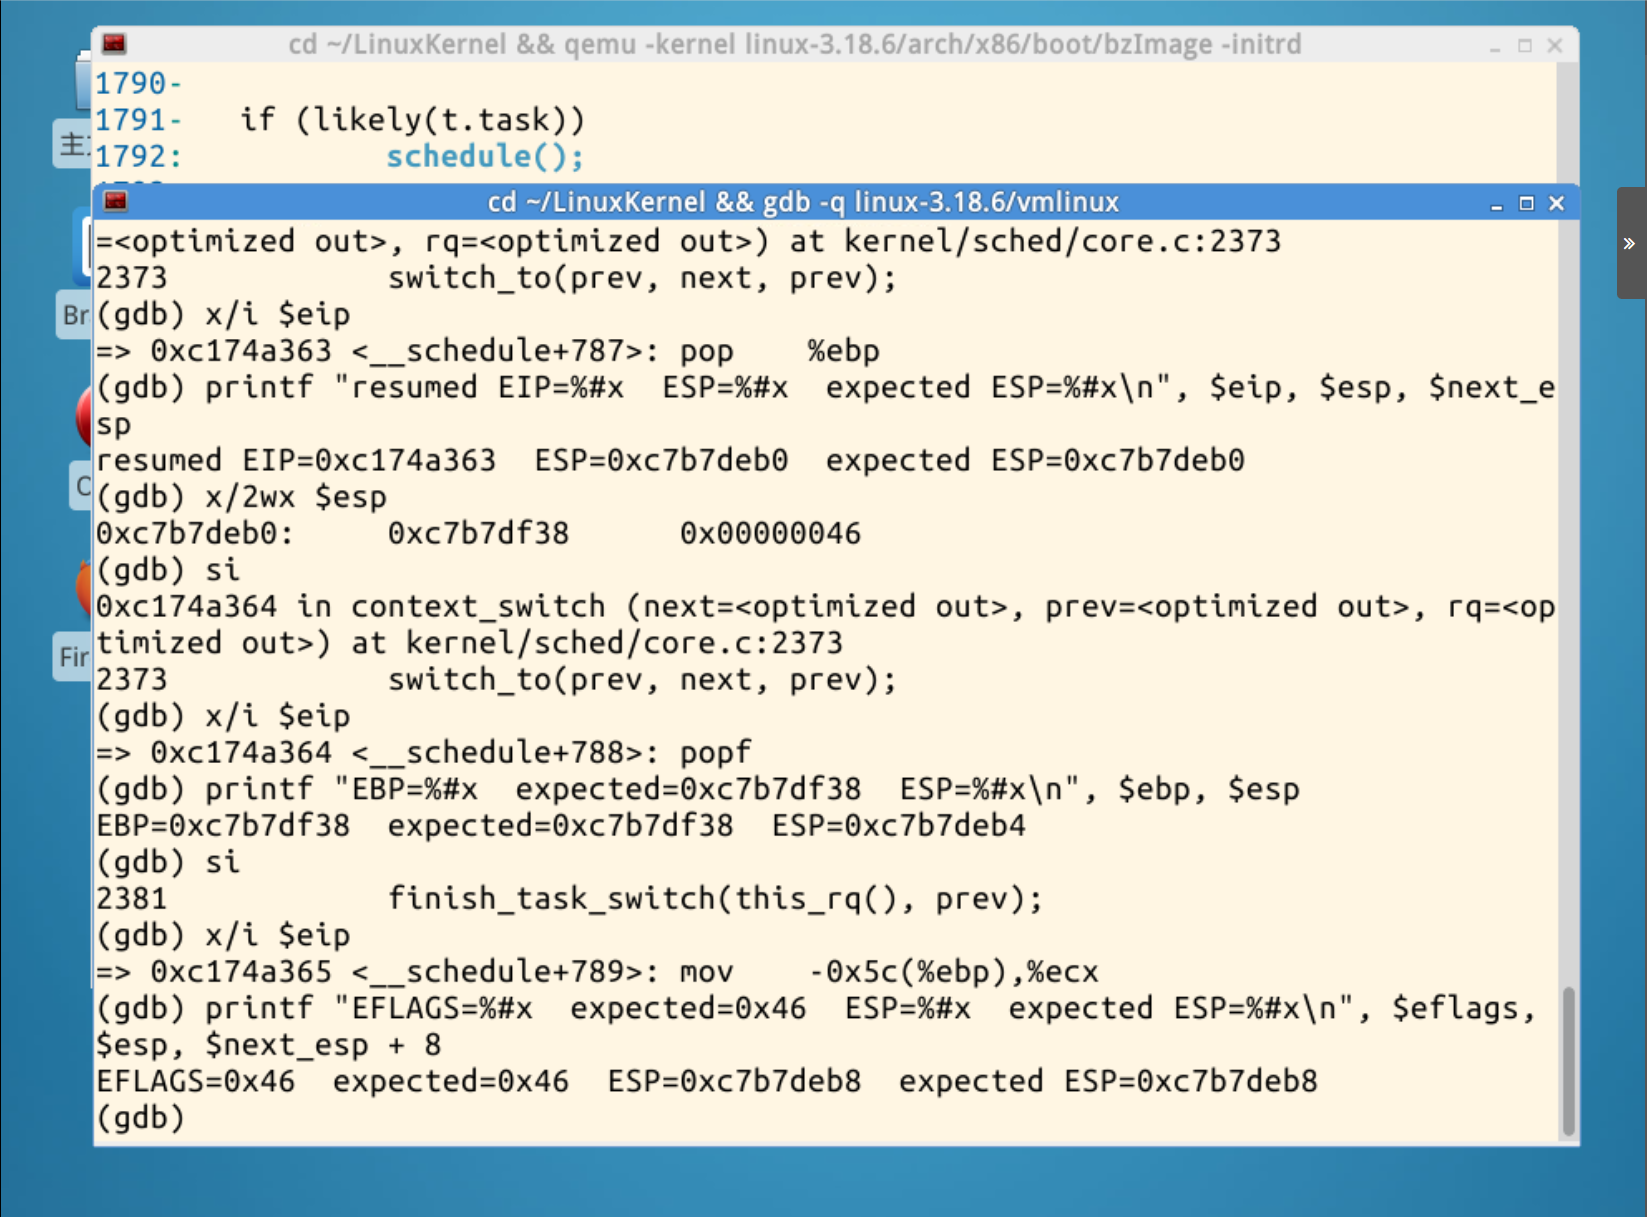 cd ~/LinuxKernel && qemu -kernel linux-3.18.6/arch/x86/boot/bzImage -initrd
1790-
1791-   if (likely(t.task))
1792:           schedule();
cd ~/LinuxKernel && gdb -q linux-3.18.6/vmlinux
=<optimized out>, rq=<optimized out>) at kernel/sched/core.c:2373
2373            switch_to(prev, next, prev);
(gdb) x/i $eip
=> 0xc174a363 <__schedule+787>: pop    %ebp
(gdb) printf "resumed EIP=%#x  ESP=%#x  expected ESP=%#x\n", $eip, $esp, $next_e
sp
resumed EIP=0xc174a363  ESP=0xc7b7deb0  expected ESP=0xc7b7deb0
(gdb) x/2wx $esp
0xc7b7deb0:     0xc7b7df38      0x00000046
(gdb) si
0xc174a364 in context_switch (next=<optimized out>, prev=<optimized out>, rq=<op
timized out>) at kernel/sched/core.c:2373
2373            switch_to(prev, next, prev);
(gdb) x/i $eip
=> 0xc174a364 <__schedule+788>: popf
(gdb) printf "EBP=%#x  expected=0xc7b7df38  ESP=%#x\n", $ebp, $esp
EBP=0xc7b7df38  expected=0xc7b7df38  ESP=0xc7b7deb4
(gdb) si
2381            finish_task_switch(this_rq(), prev);
(gdb) x/i $eip
=> 0xc174a365 <__schedule+789>: mov    -0x5c(%ebp),%ecx
(gdb) printf "EFLAGS=%#x  expected=0x46  ESP=%#x  expected ESP=%#x\n", $eflags,
$esp, $next_esp + 8
EFLAGS=0x46  expected=0x46  ESP=0xc7b7deb8  expected ESP=0xc7b7deb8
(gdb)